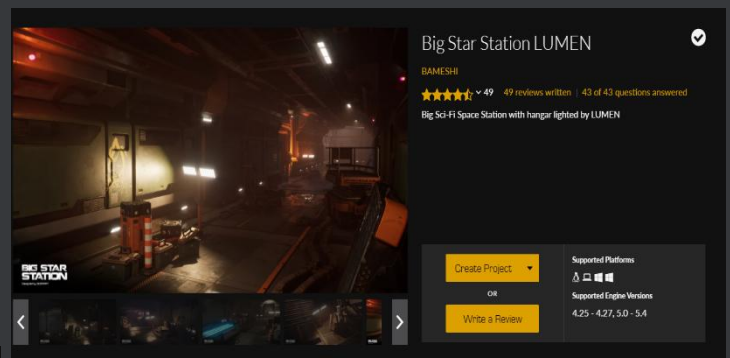 Big Star Station LUMEN
BAMESHI
49 49 reviews written | 43 of 43 questions answered
Big Sci-Fi Space Station with hangar lighted by LUMEN
BIG STAR
STATION
Create Project
OR
Write a Review
Supported Platforms
Supported Engine Versions
4.25 - 4.27, 5.0 - 5.4